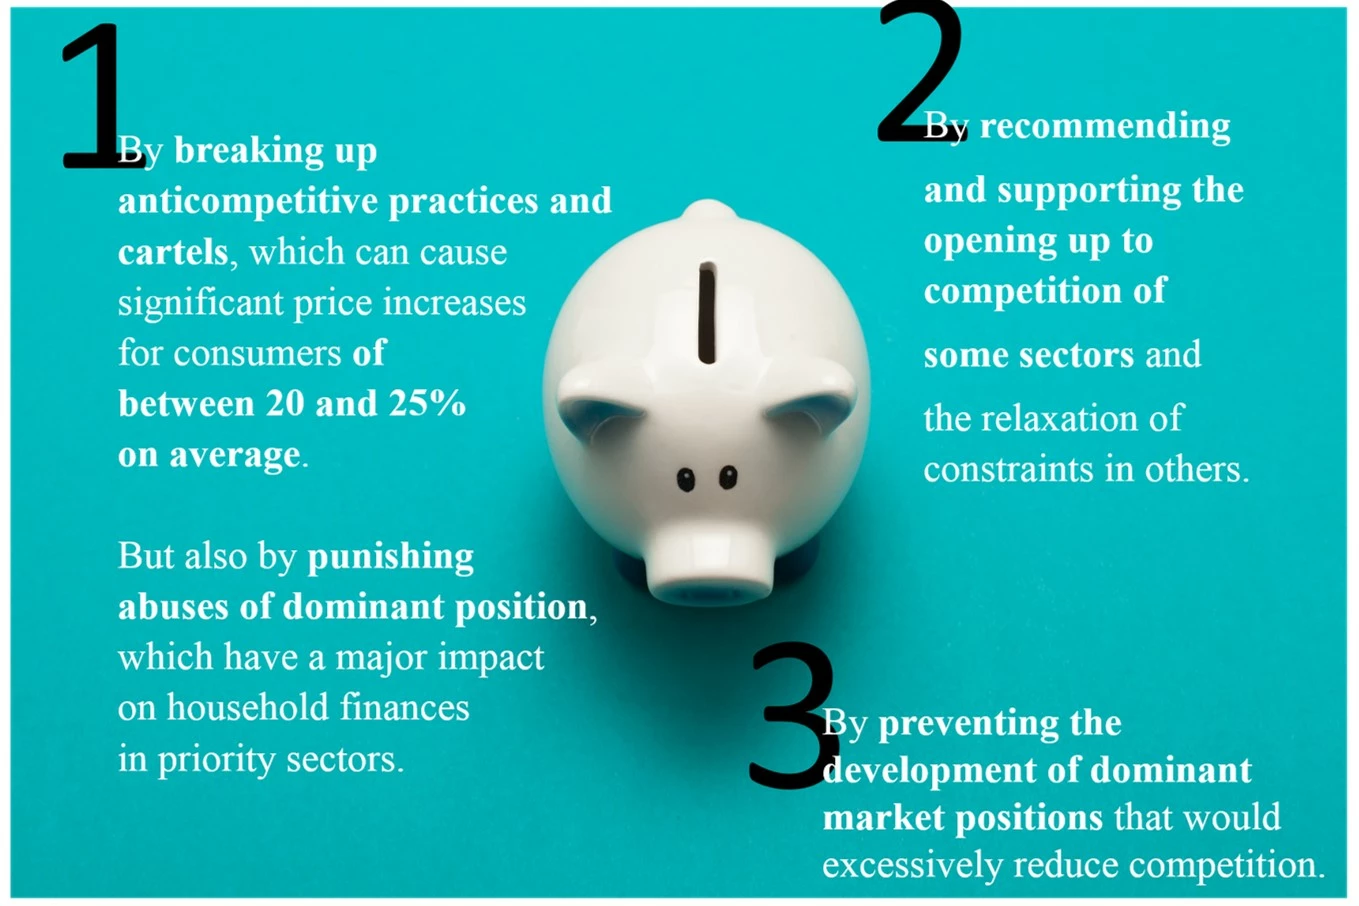 1
By breaking up
anticompetitive practices and
cartels, which can cause
significant price increases
for consumers of
between 20 and 25%
on average.
But also by punishing
abuses of dominant position,
which have a major impact
on household finances
in priority sectors.
2
By recommending
and supporting the
opening up to
competition of
some sectors and
the relaxation of
constraints in others.
3
By preventing the
development of dominant
market positions that would
excessively reduce competition.